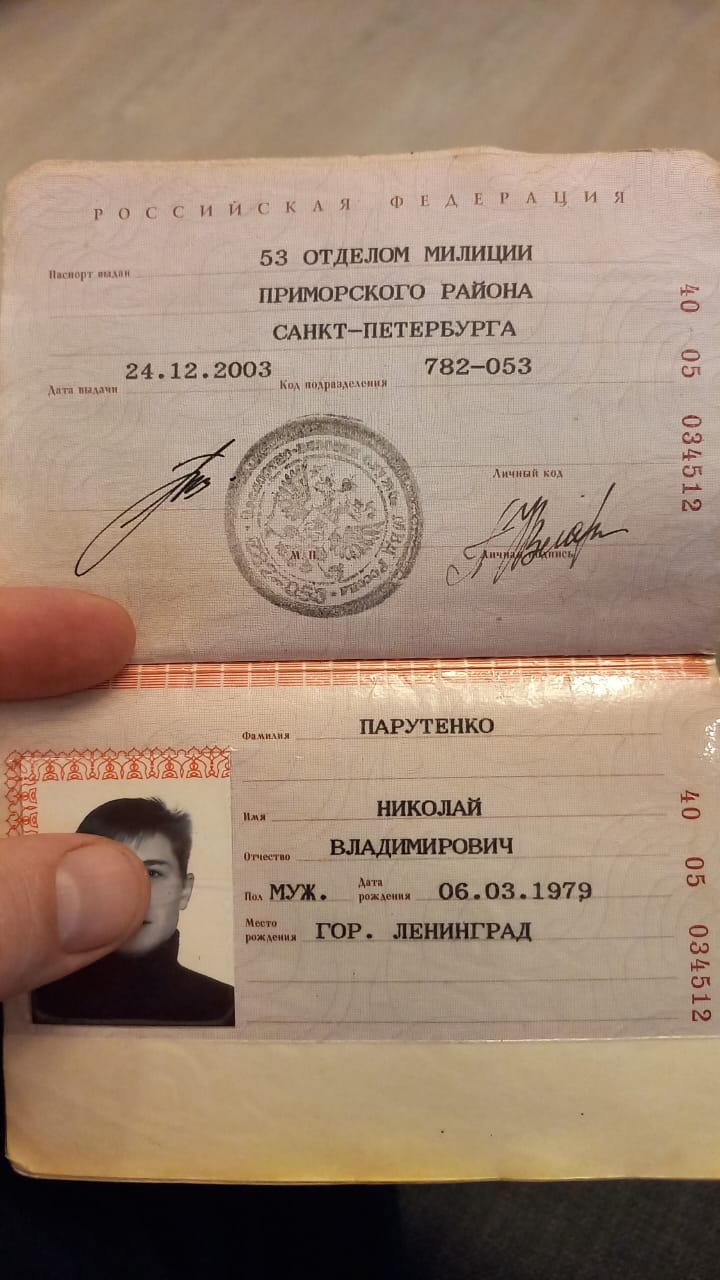 РОССИЙСКАЯ ФЕДЕРАЦИЯ
Паспорт выдан 53 ОТДЕЛОМ МИЛИЦИИ
ПРИМОРСКОГО РАЙОНА
САНКТ-ПЕТЕРБУРГА
Дата выдачи 24.12.2003 Код подразделения 782-053
Личный код
М. П. Личная подпись
40 05 034512
Фамилия ПАРУТЕНКО
Имя НИКОЛАЙ
Отчество ВЛАДИМИРОВИЧ
Пол МУЖ. Дата рождения 06.03.1979
Место рождения ГОР. ЛЕНИНГРАД
40 05 034512